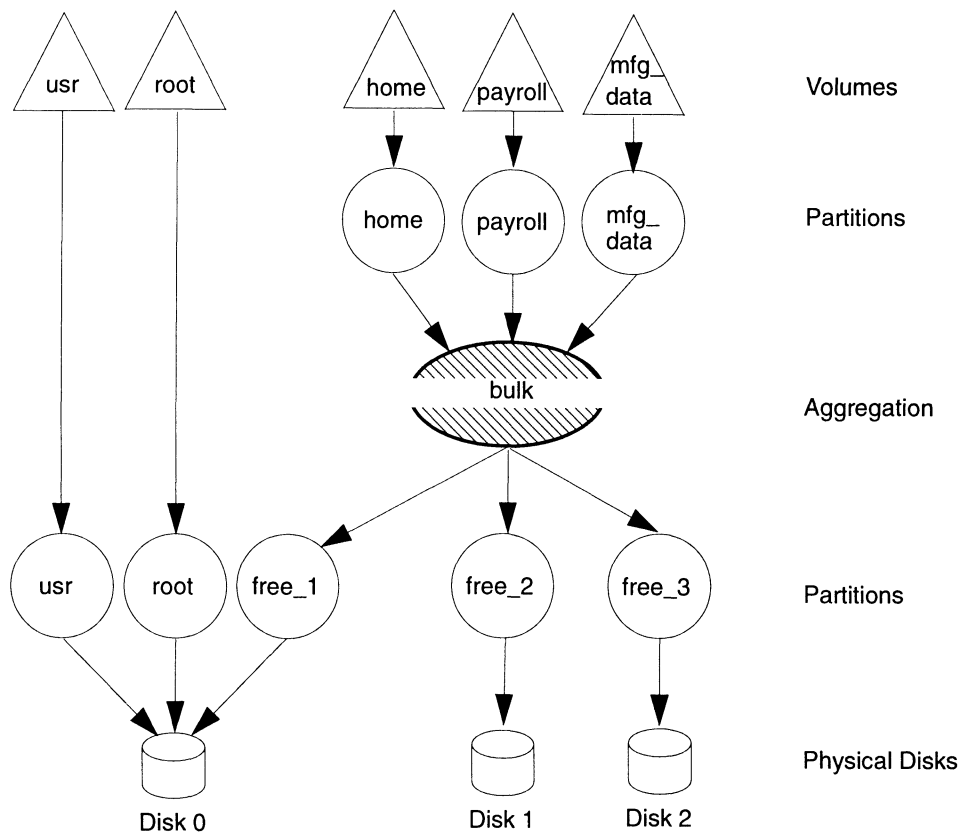 usr
root
home
payroll
mfg_
data
Volumes
home
payroll
mfg_
data
Partitions
bulk
Aggregation
usr
root
free_1
free_2
free_3
Partitions
Physical Disks
Disk 0
Disk 1
Disk 2